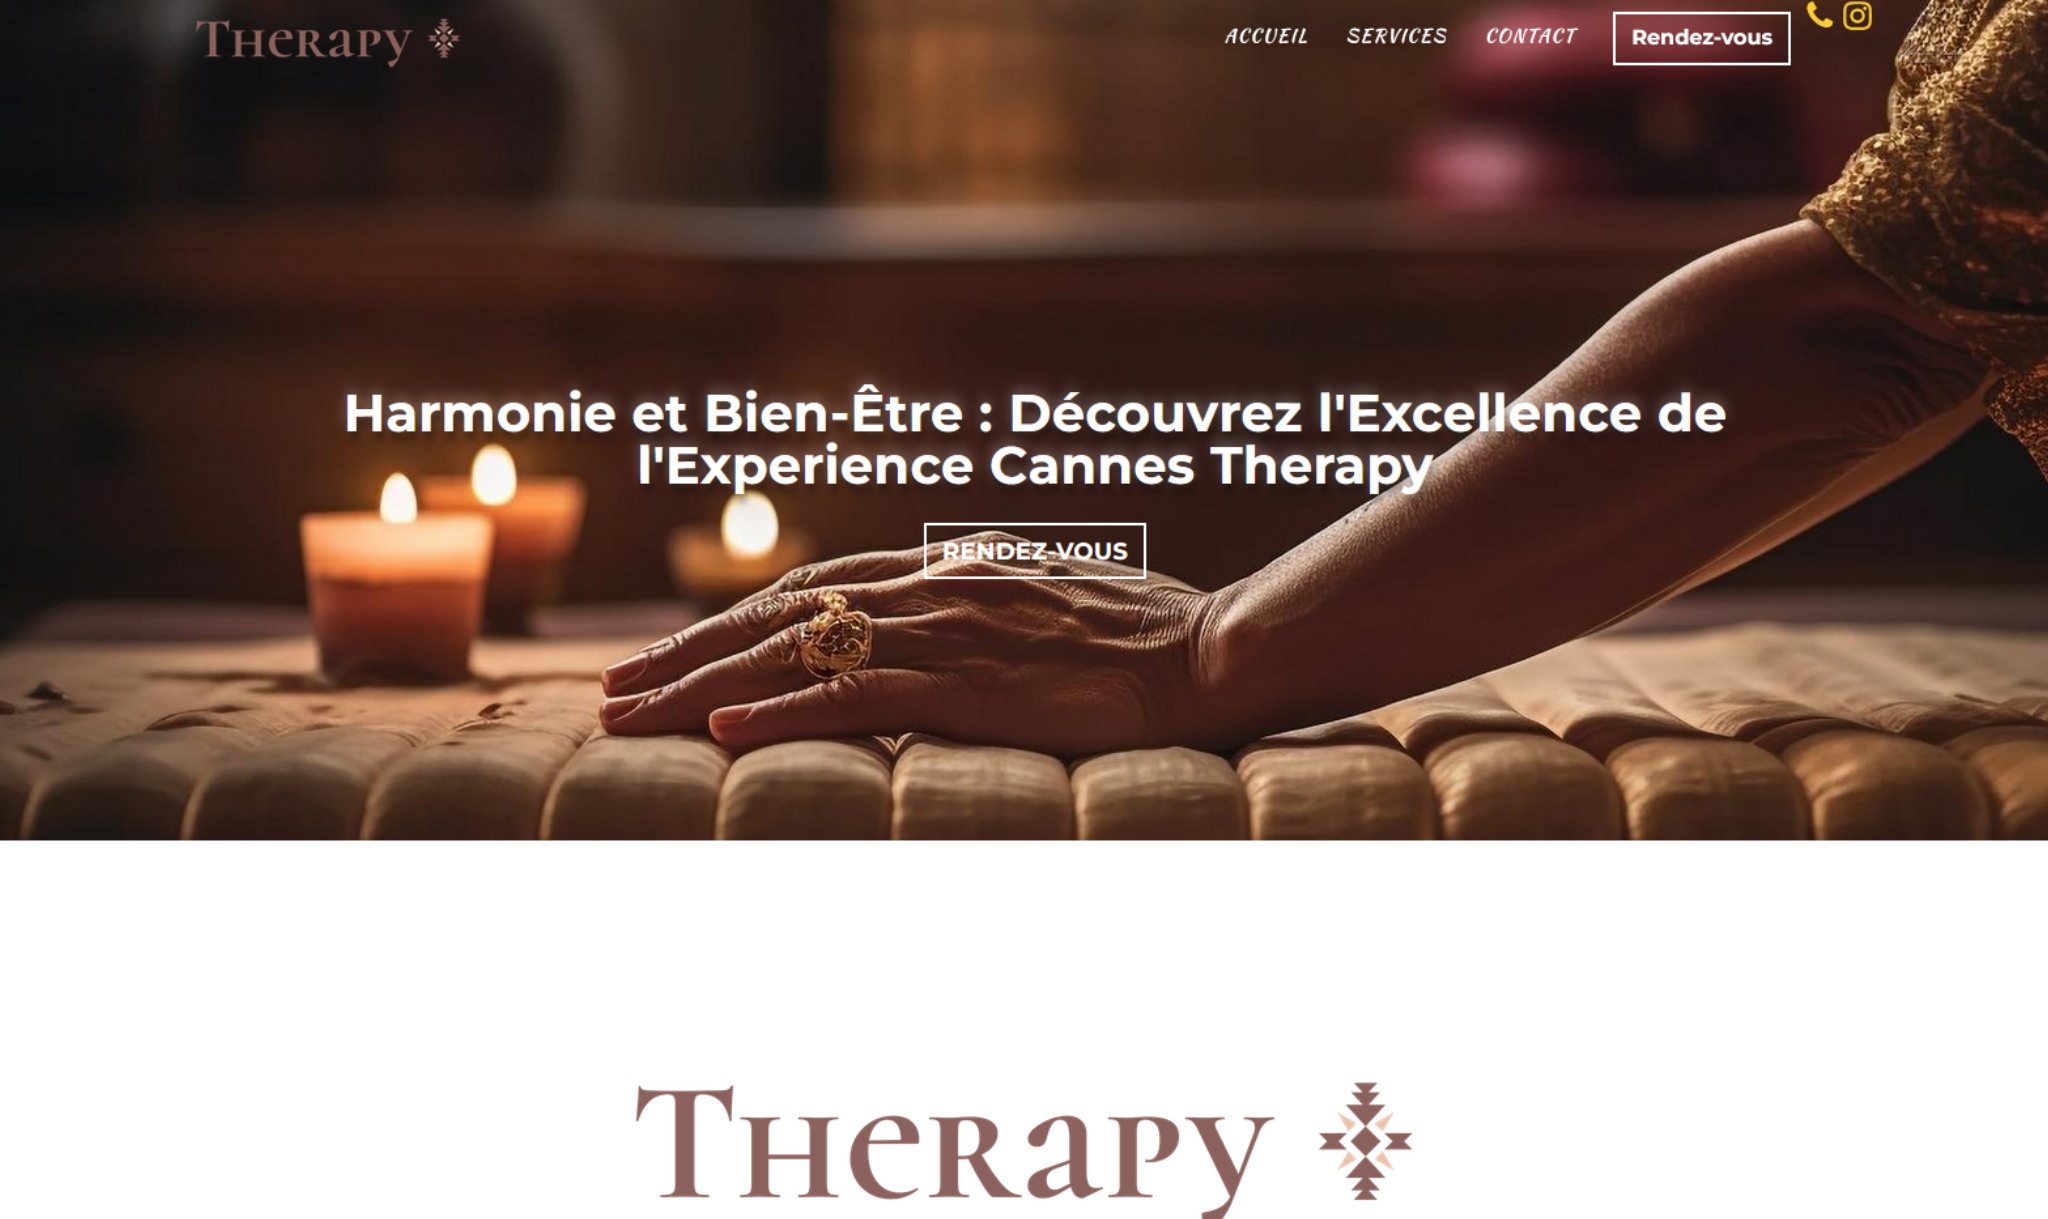 Therapy
ACCUEIL SERVICES CONTACT Rendez-vous
Harmonie et Bien-Être : Découvrez l'Excellence de
l'Experience Cannes Therapy
RENDEZ-VOUS
Therapy